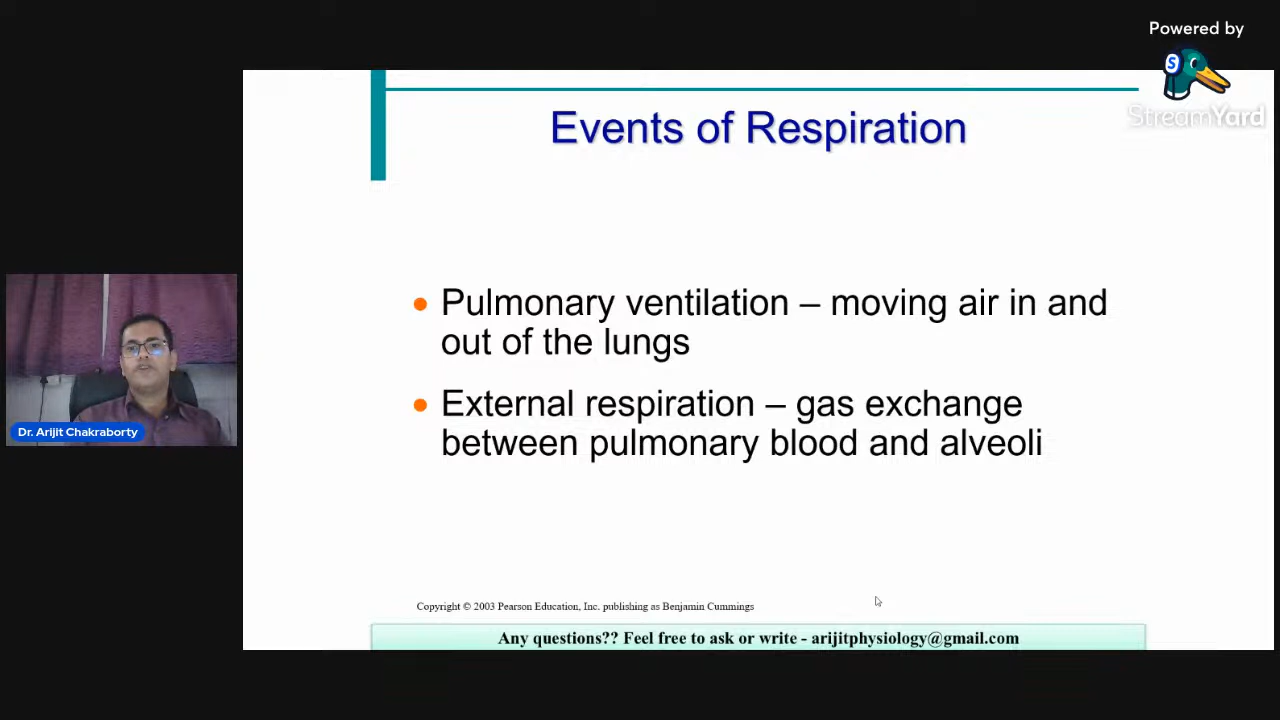 Powered by
S
StreamYard
Events of Respiration
Pulmonary ventilation – moving air in and
out of the lungs
External respiration – gas exchange
between pulmonary blood and alveoli
Dr. Arijit Chakraborty
Copyright © 2003 Pearson Education, Inc. publishing as Benjamin Cummings
Any questions?? Feel free to ask or write - arijitphysiology@gmail.com